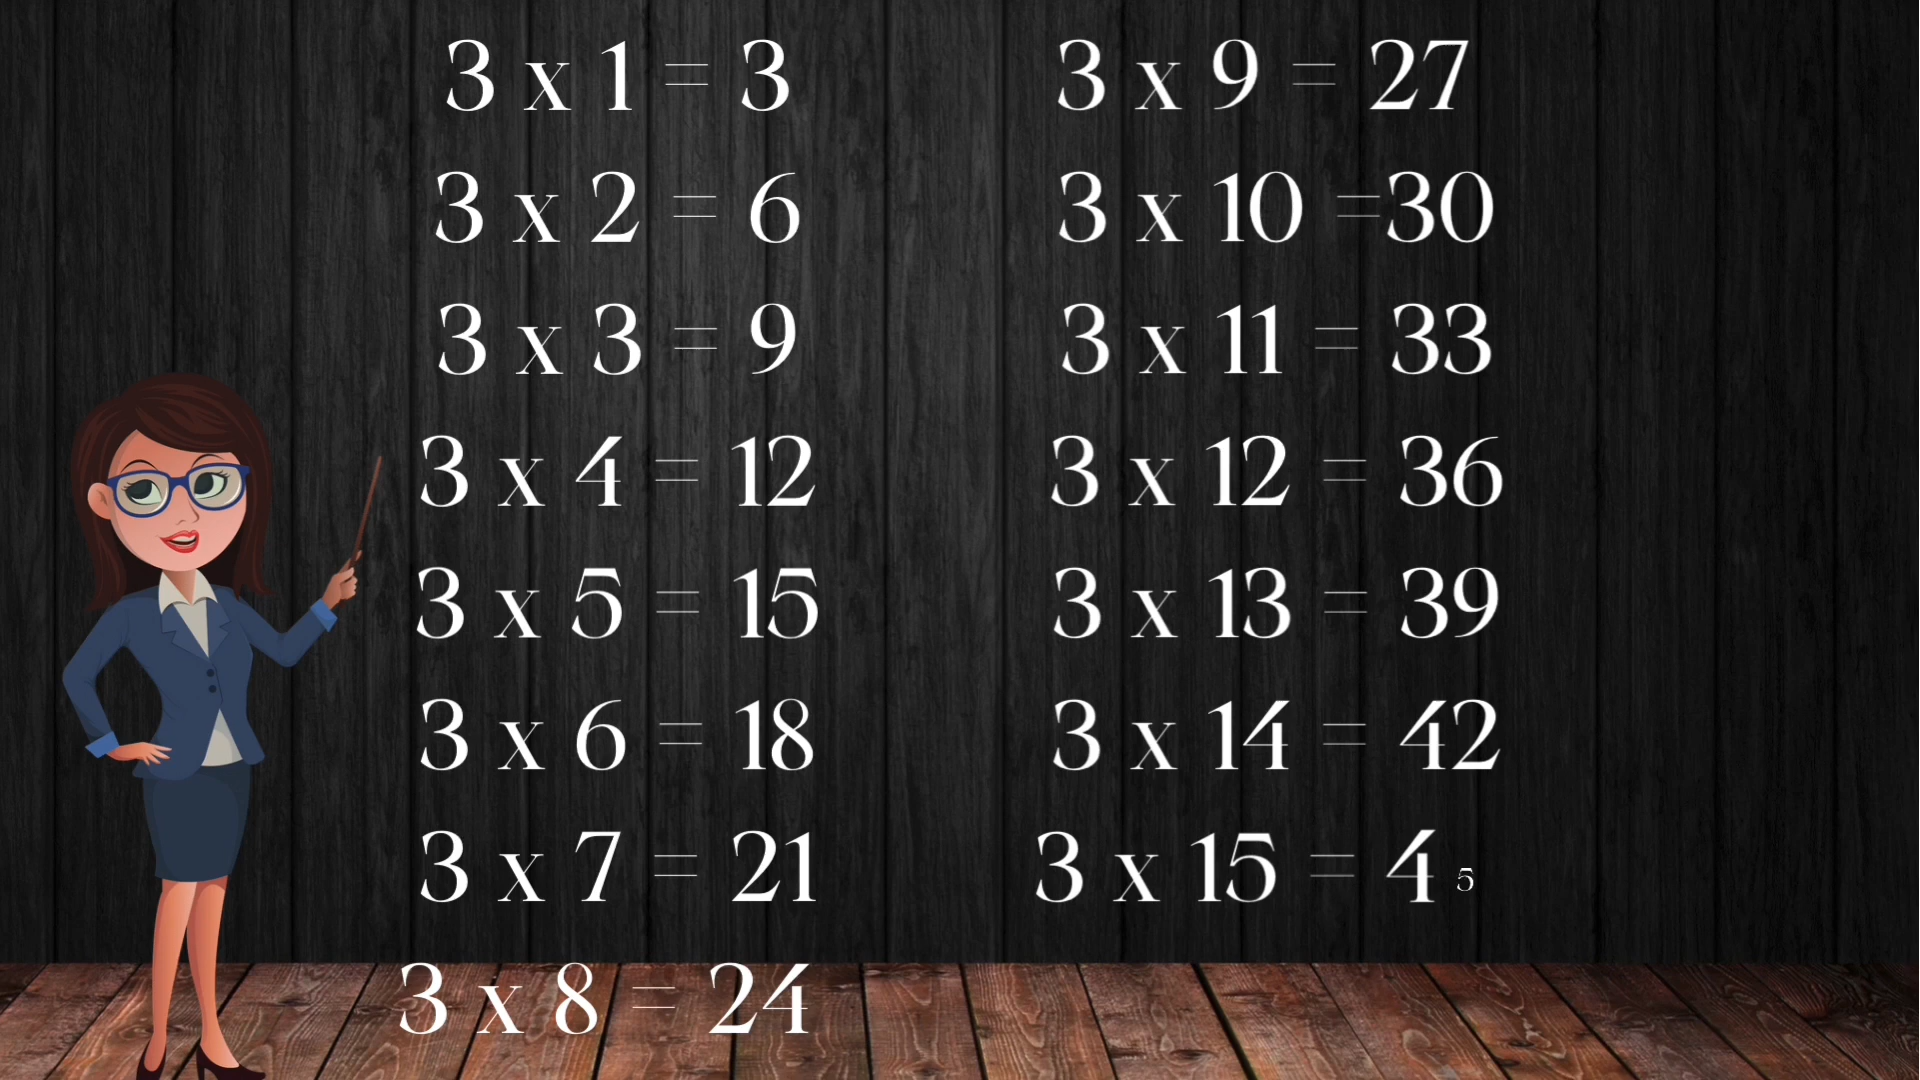 3 x 1 = 3
3 x 2 = 6
3 x 3 = 9
3 x 4 = 12
3 x 5 = 15
3 x 6 = 18
3 x 7 = 21
3 x 8 = 24
3 x 9 = 27
3 x 10 =30
3 x 11 = 33
3 x 12 = 36
3 x 13 = 39
3 x 14 = 42
3 x 15 = 4 5